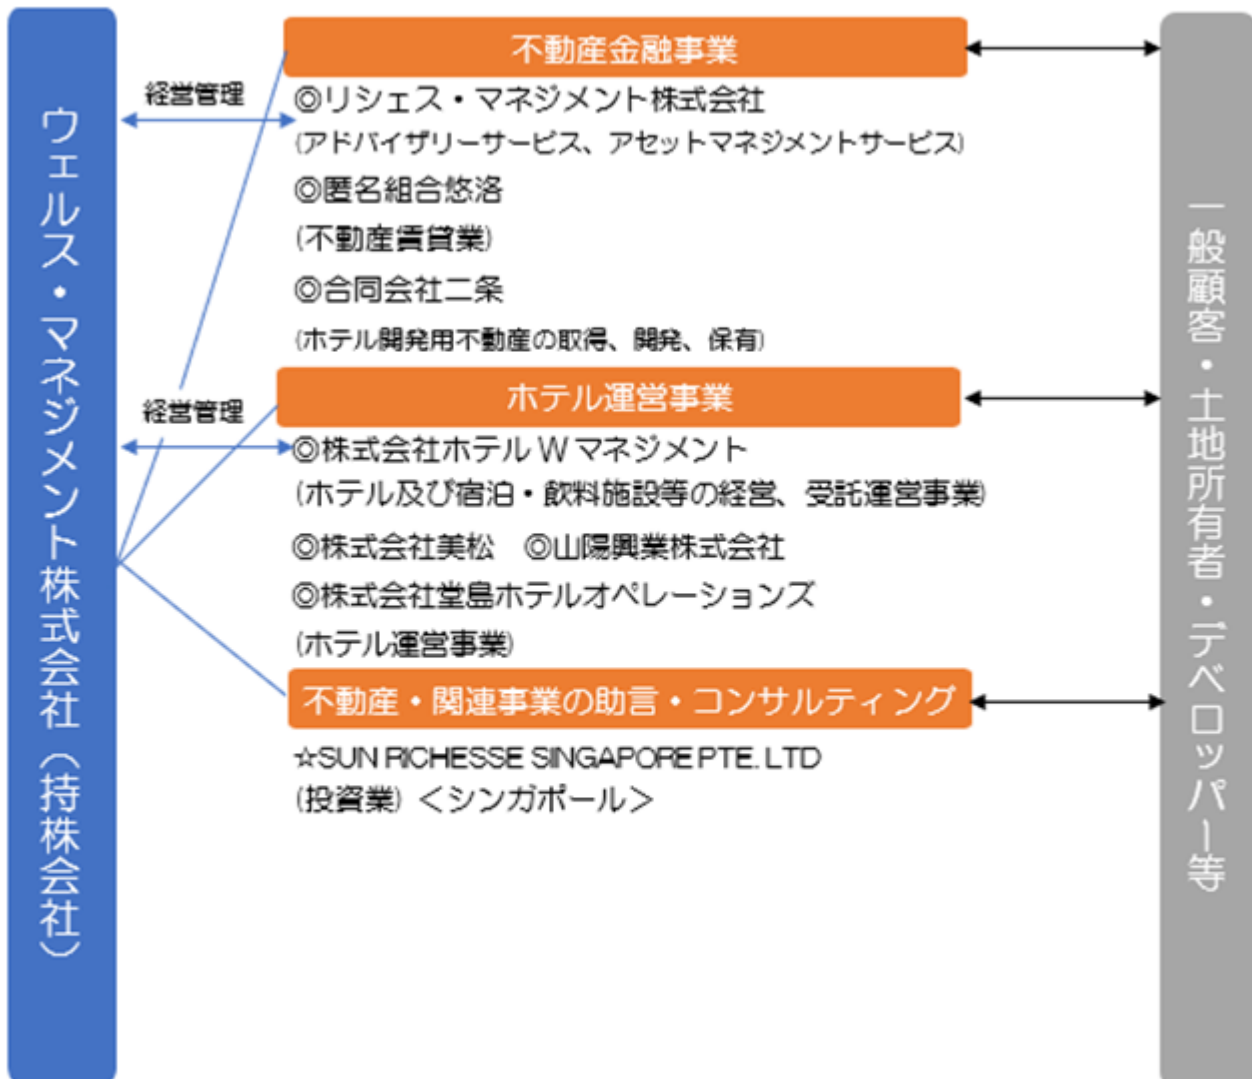 ウェルス・マネジメント株式会社(持株会社)
経営管理
経営管理
不動産金融事業
◎リシェス・マネジメント株式会社
(アドバイザリーサービス、アセットマネジメントサービス)
◎匿名組合悠洛
(不動産賃貸業)
◎合同会社二条
(ホテル開発用不動産の取得、開発、保有)
ホテル運営事業
◎株式会社ホテル W マネジメント
(ホテル及び宿泊・飲料施設等の経営、受託運営事業)
◎株式会社美松 ◎山陽興業株式会社
◎株式会社堂島ホテルオペレーションズ
(ホテル運営事業)
不動産・関連事業の助言・コンサルティング
☆SUN RICHESSE SINGAPORE PTE. LTD
(投資業) <シンガポール>
一般顧客・土地所有者・デベロッパー等